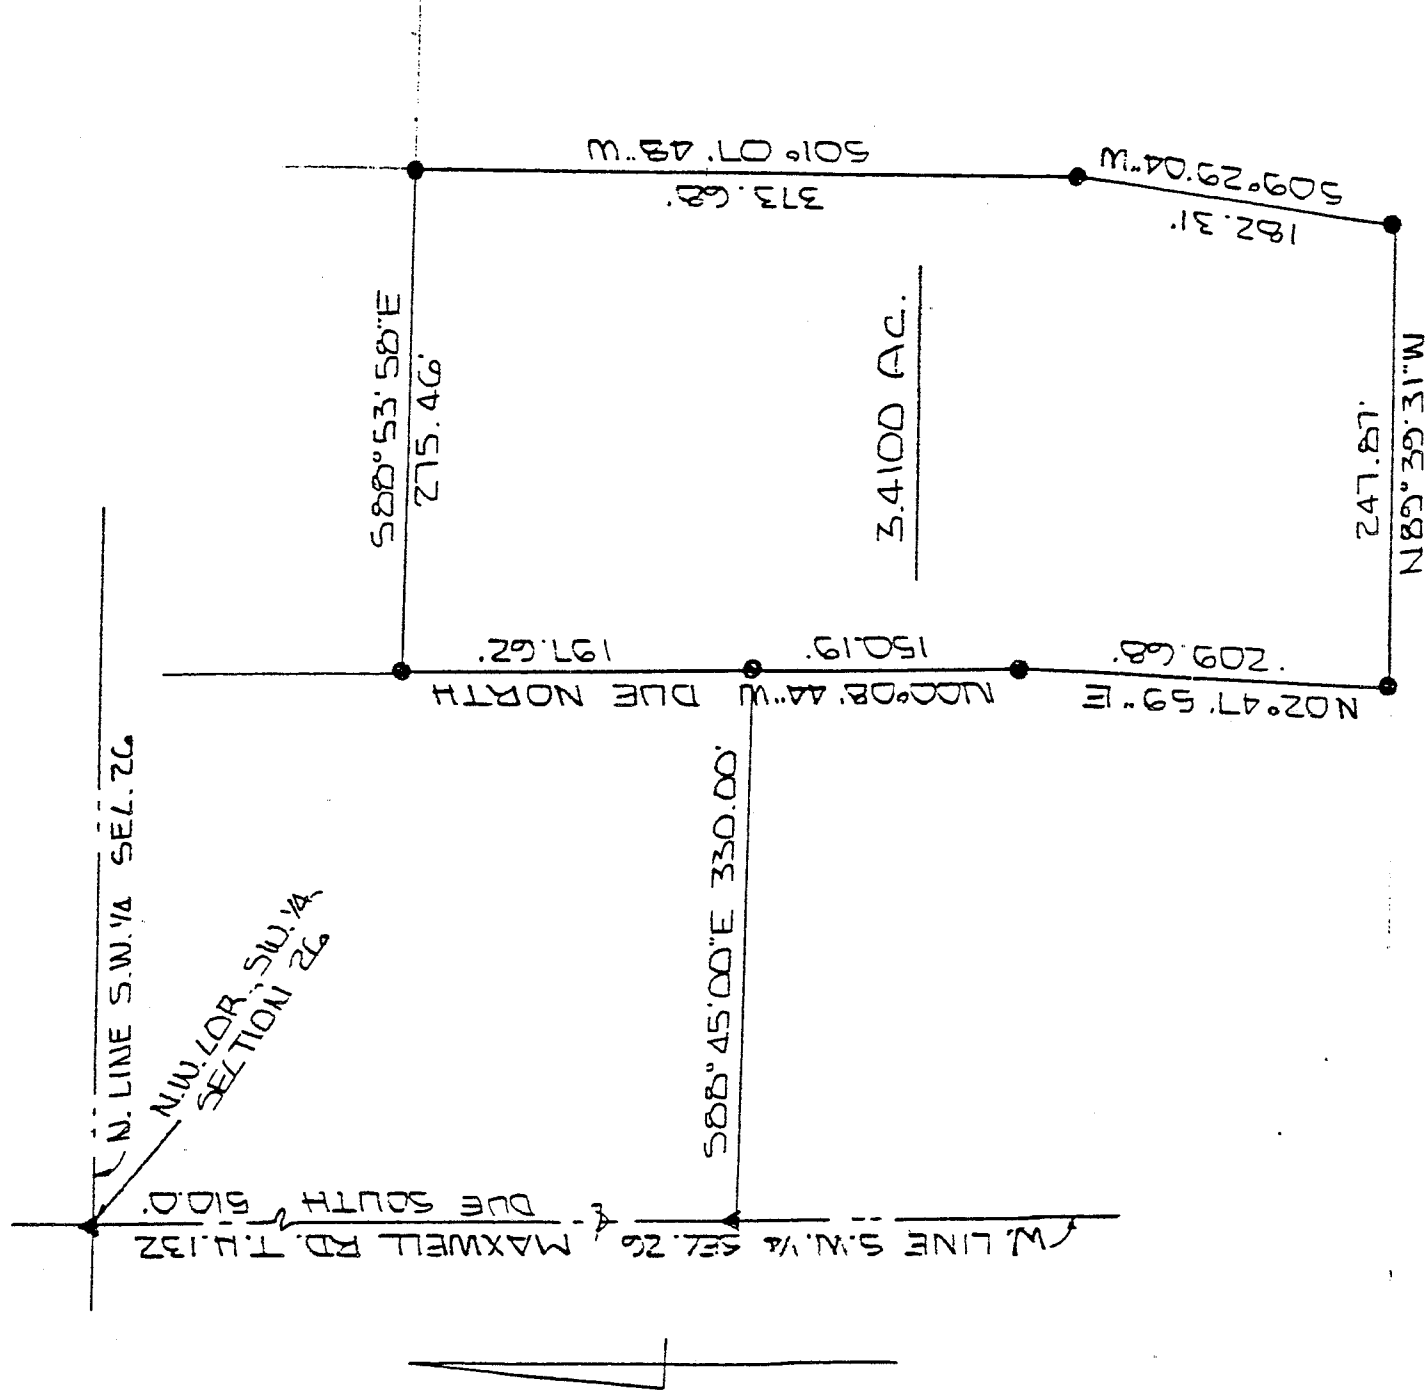 S01° 07' 43" W
373.68'
S09° 29' 04" W
182.31'
S88° 53' 58" E
275.46'
3.4100 AC.
247.87'
N89° 39' 31" W
197.62'
DUE NORTH
150.19'
N00° 08' 44" W
209.68'
N02° 47' 59" E
N. LINE S.W. 1/4 SEC. 26
N.W. COR., S.W. 1/4,
SECTION 26
S88° 45' 00" E 330.00'
DUE SOUTH 510.0'
MAXWELL RD. T.H. 132
W. LINE S.W. 1/4 SEC. 26